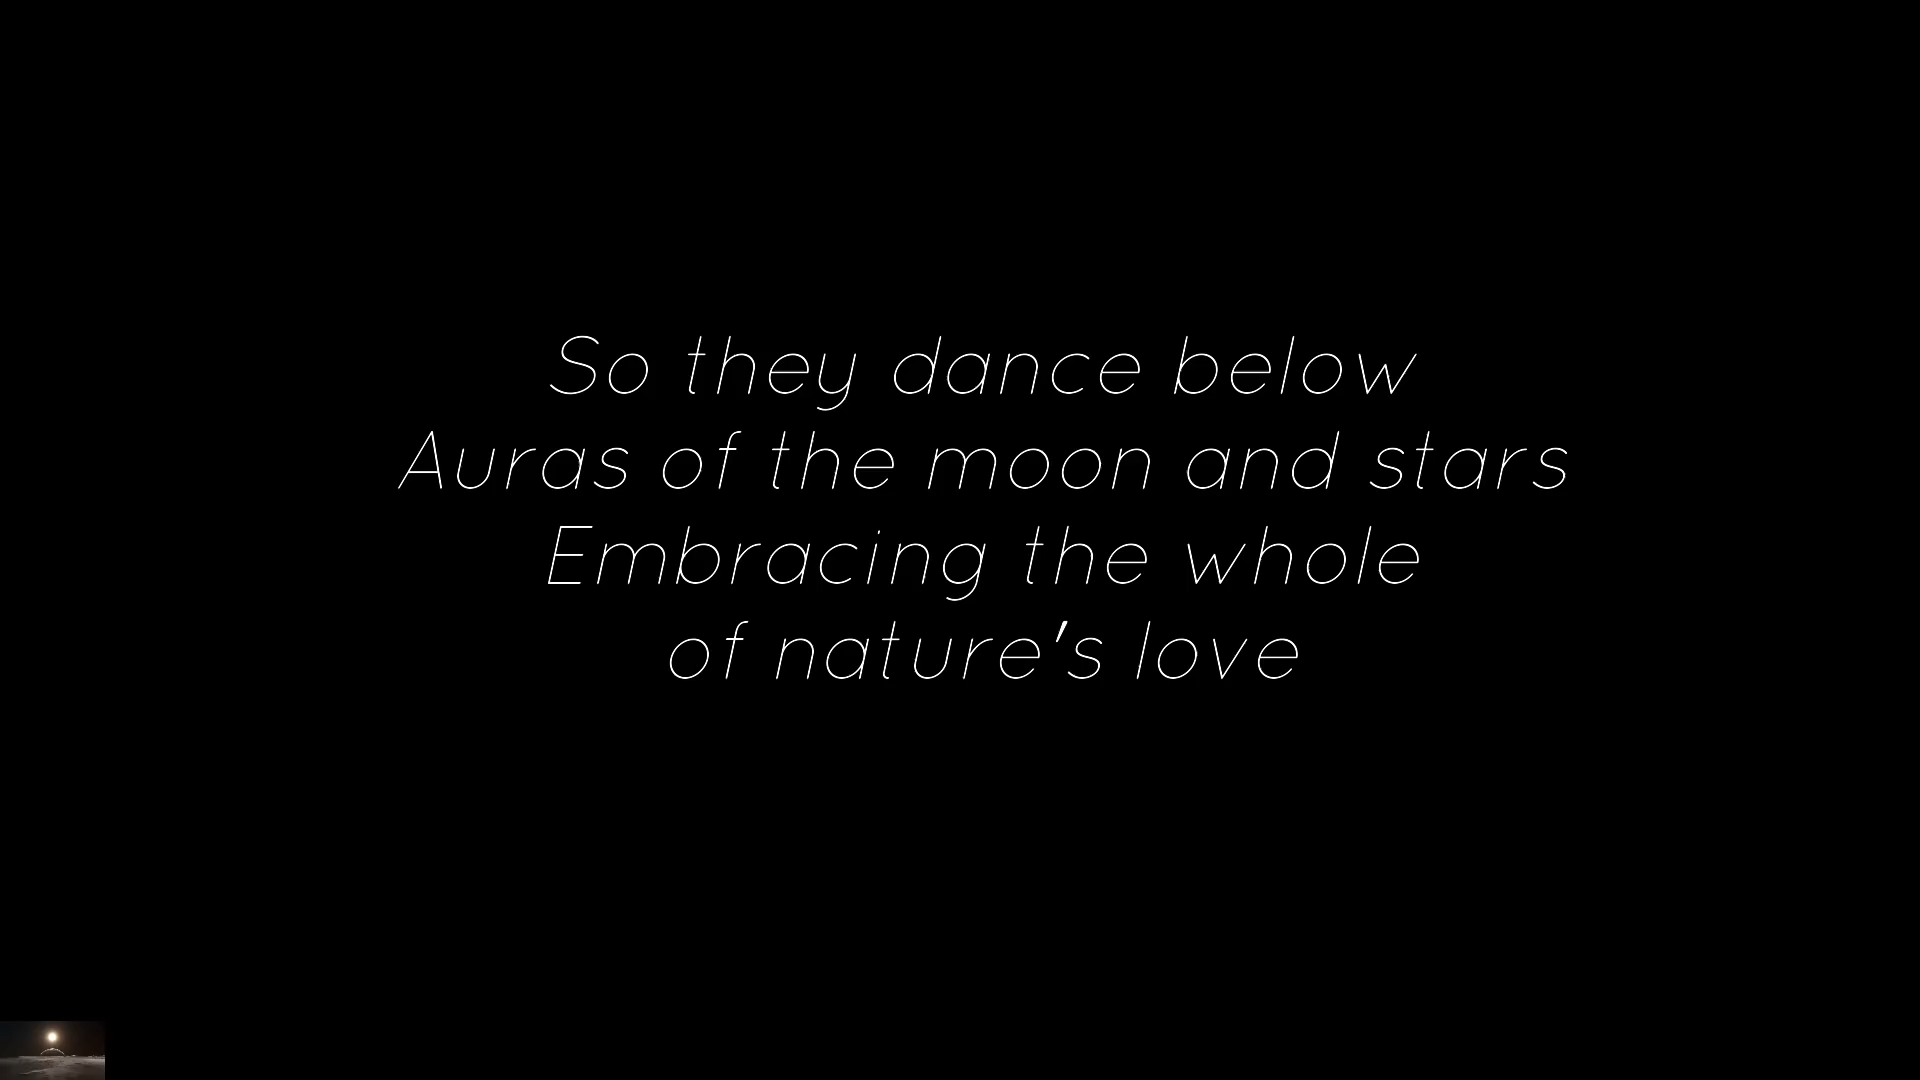 So they dance below
Auras of the moon and stars
Embracing the whole
of nature's love